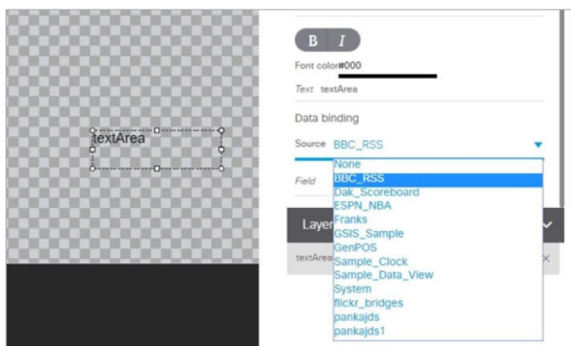 textArea
B I
Font color#000
Text textArea
Data binding
Source BBC_RSS
Field
None
BBC_RSS
Dak_Scoreboard
ESPN_NBA
Franks
GSIS_Sample
GenPOS
Sample_Clock
Sample_Data_View
System
flickr_bridges
pankajds
pankajds1
Layer
textArea